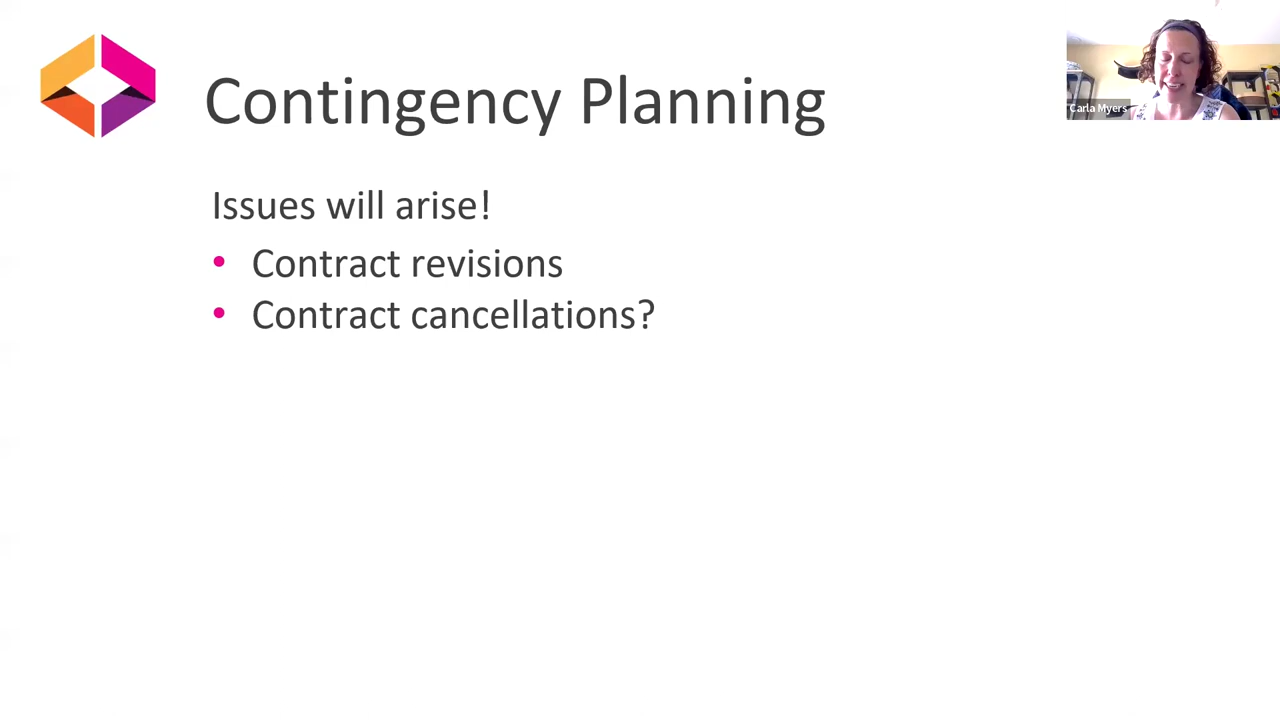 Contingency Planning
Carla Myers
Issues will arise!
• Contract revisions
• Contract cancellations?